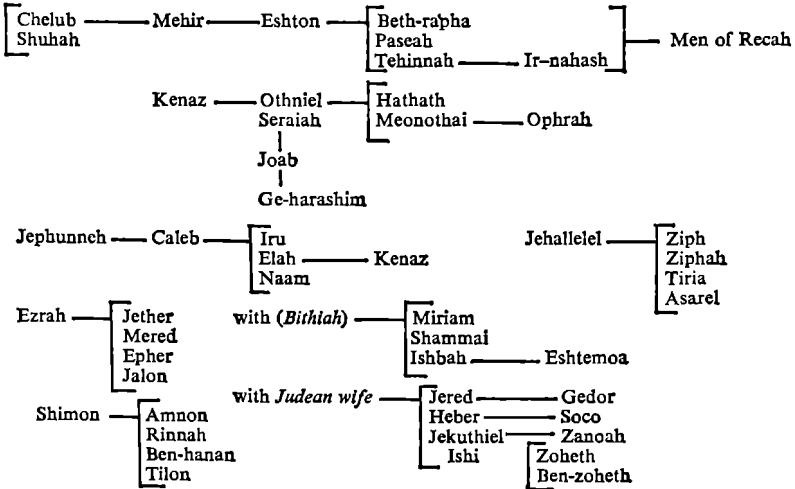 Chelub Mehir Eshton Beth-rapha
Shuhah Paseah Men of Recah
Tehinnah Ir-nahash
Kenaz Othniel Hathath
Seraiah Meonothai Ophrah
Joab
Ge-harashim
Jephunneh Caleb Iru Jehallelel Ziph
Elah Kenaz Ziphah
Naam Tiria
Asarel
Ezrah Jether with (Bithiah) Miriam
Mered Shammai
Epher Ishbah Eshtemoa
Jalon
with Judean wife Jered Gedor
Shimon Amnon Heber Soco
Rinnah Jekuthiel Zanoah
Ben-hanan Ishi Zoheth
Tilon Ben-zoheth